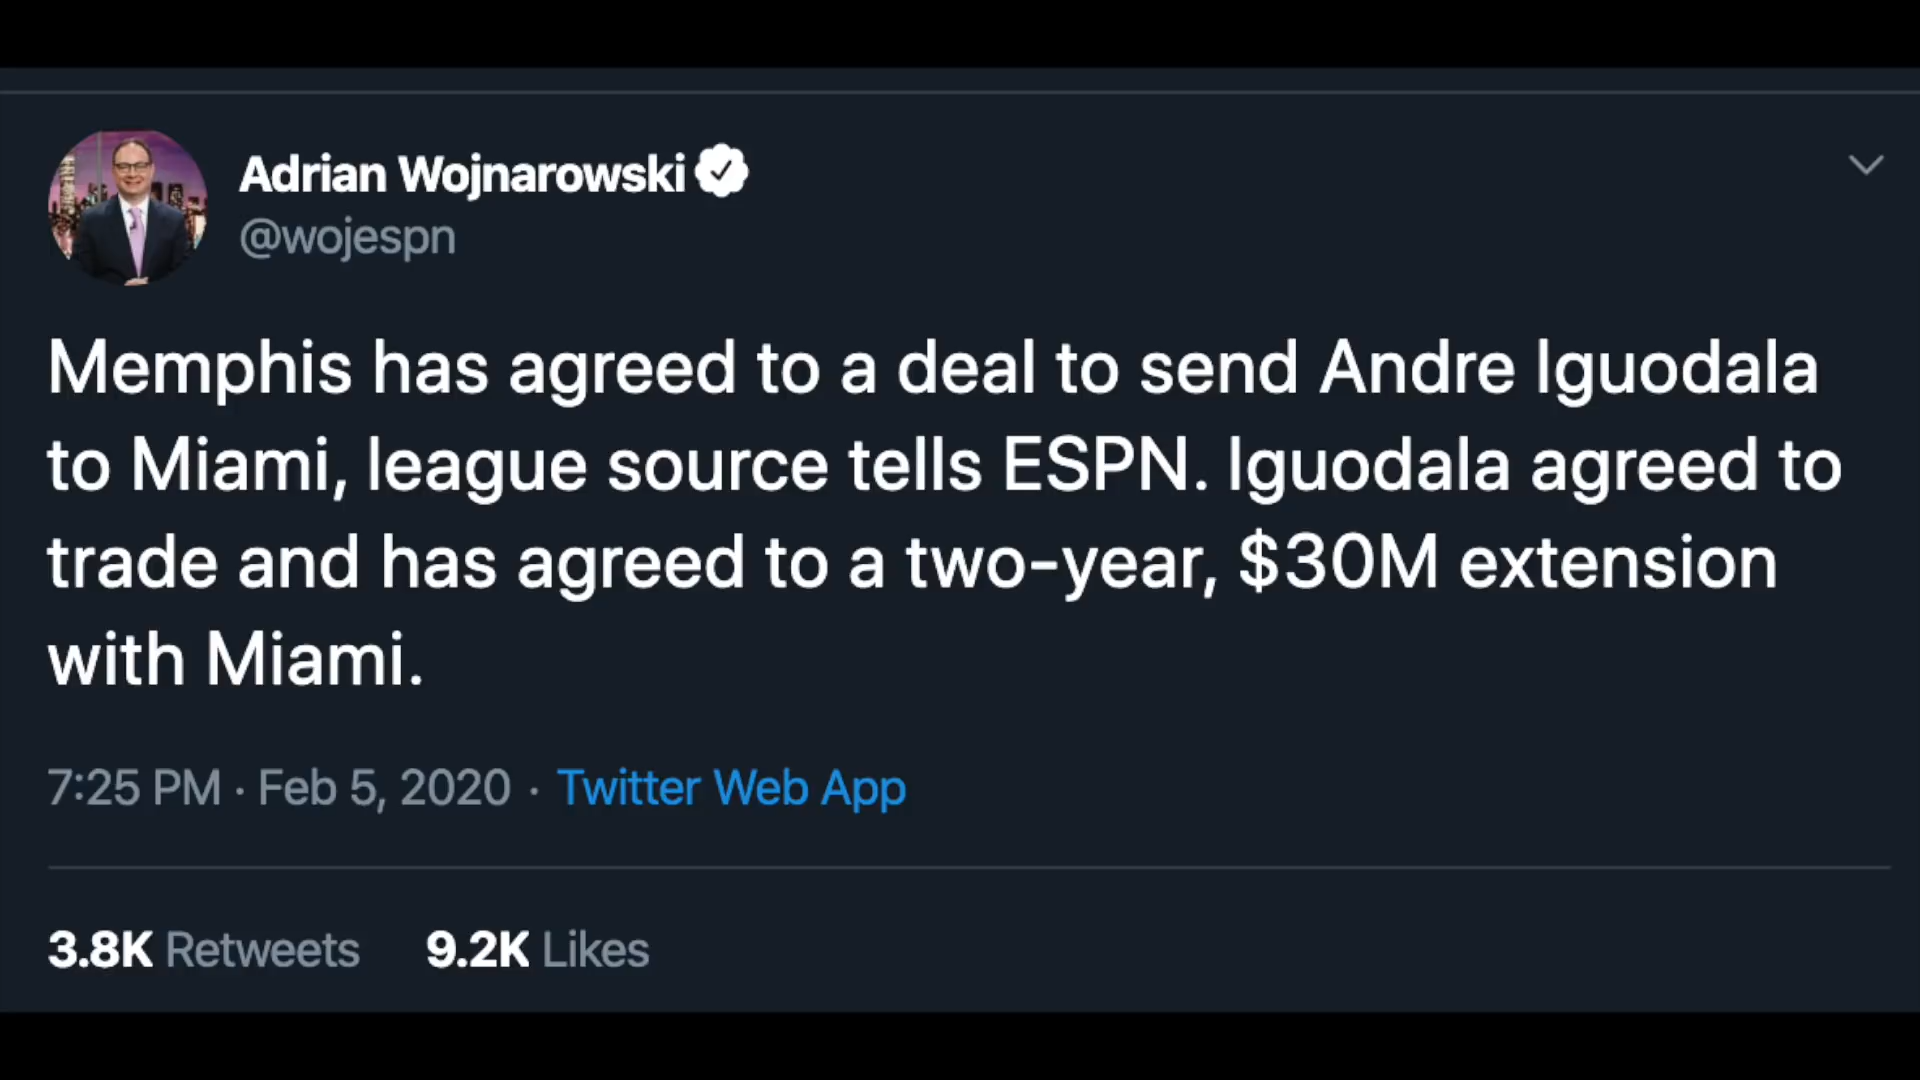 Adrian Wojnarowski
@wojespn
Memphis has agreed to a deal to send Andre Iguodala
to Miami, league source tells ESPN. Iguodala agreed to
trade and has agreed to a two-year, $30M extension
with Miami.
7:25 PM · Feb 5, 2020 · Twitter Web App
3.8K Retweets 9.2K Likes